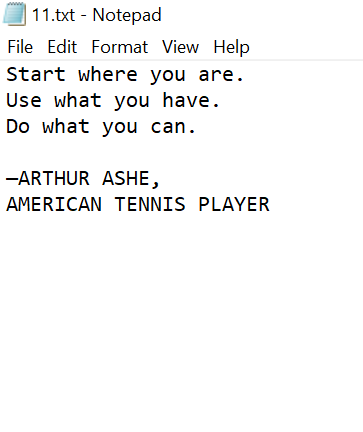 11.txt - Notepad
File Edit Format View Help
Start where you are.
Use what you have.
Do what you can.
—ARTHUR ASHE,
AMERICAN TENNIS PLAYER